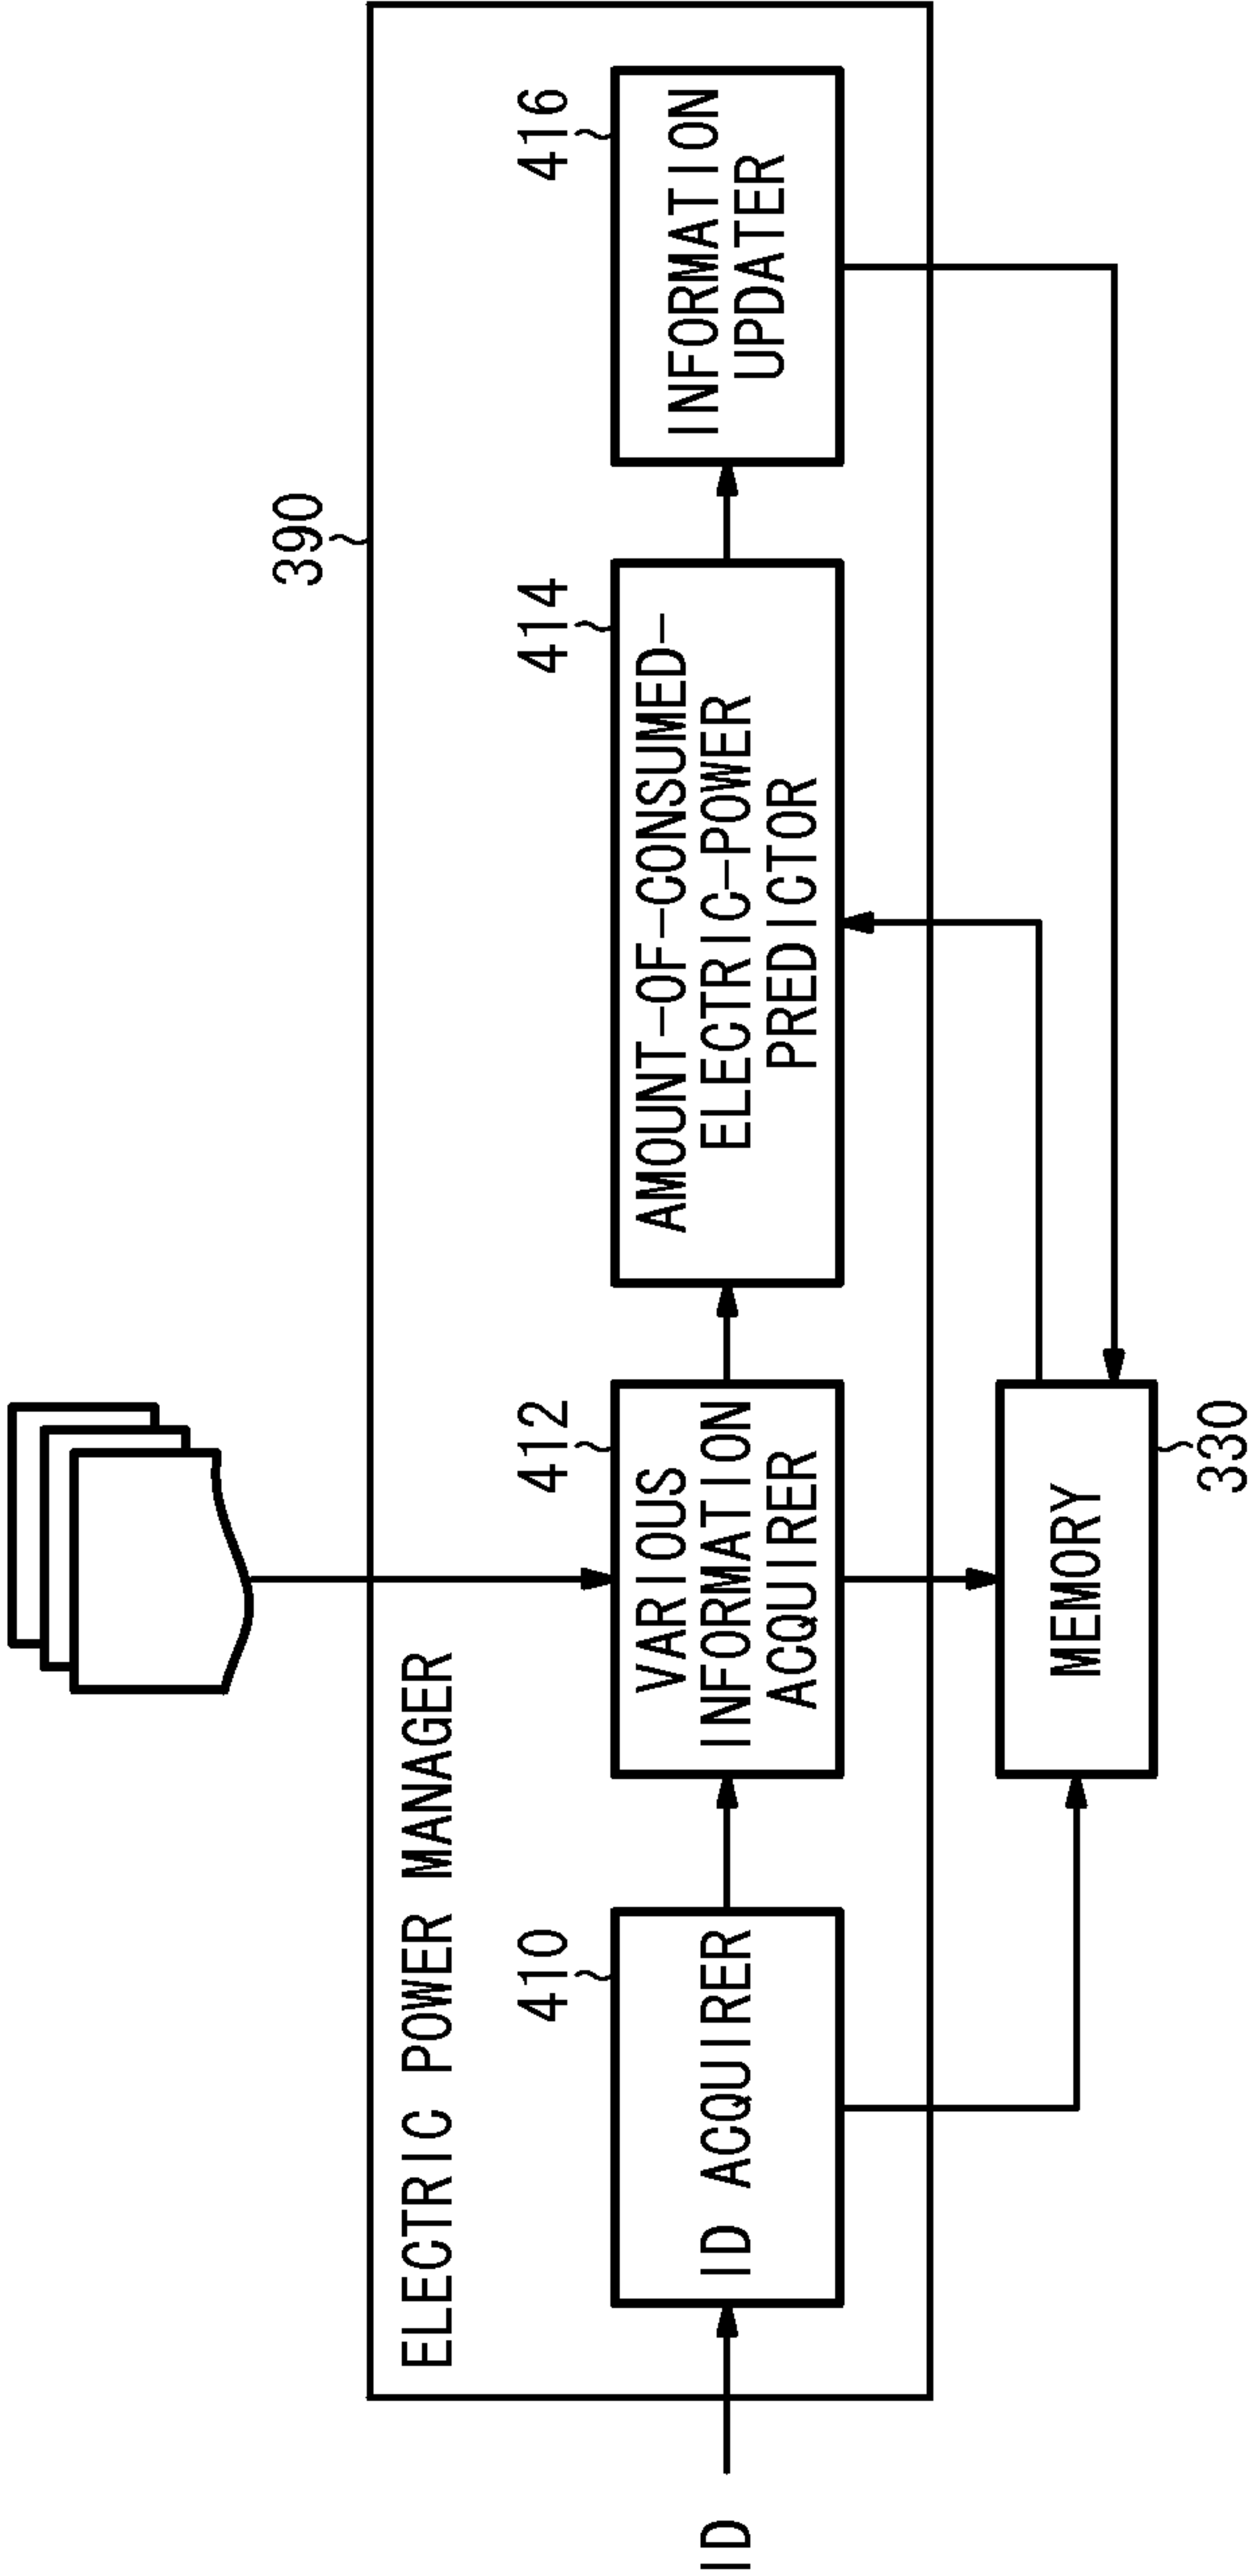 390
ELECTRIC POWER MANAGER
410
412
414
416
ID
ID ACQUIRER
VARIOUS
INFORMATION
ACQUIRER
AMOUNT-OF-CONSUMED-
ELECTRIC-POWER
PREDICTOR
INFORMATION
UPDATER
MEMORY
330